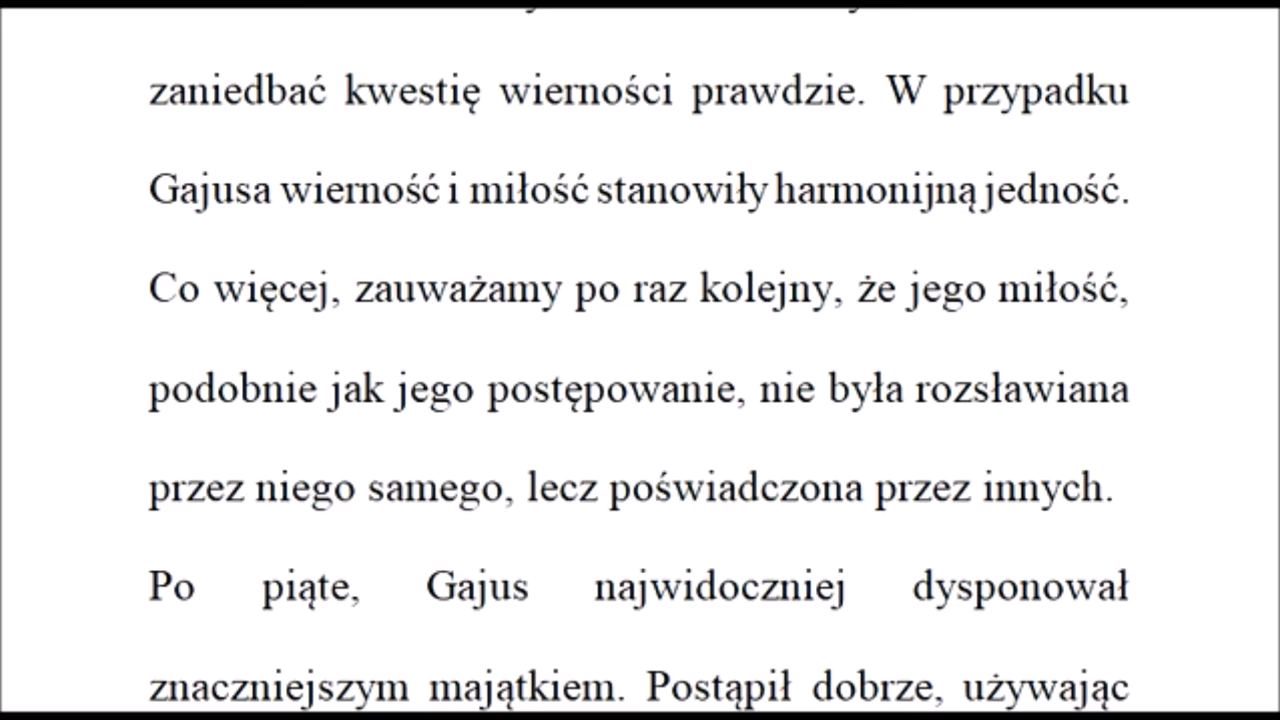 zaniedbać kwestię wierności prawdzie. W przypadku
Gajusa wierność i miłość stanowiły harmonijną jedność.
Co więcej, zauważamy po raz kolejny, że jego miłość,
podobnie jak jego postępowanie, nie była rozsławiana
przez niego samego, lecz poświadczona przez innych.
Po piąte, Gajus najwidoczniej dysponował
znaczniejszym majątkiem. Postąpił dobrze, używając